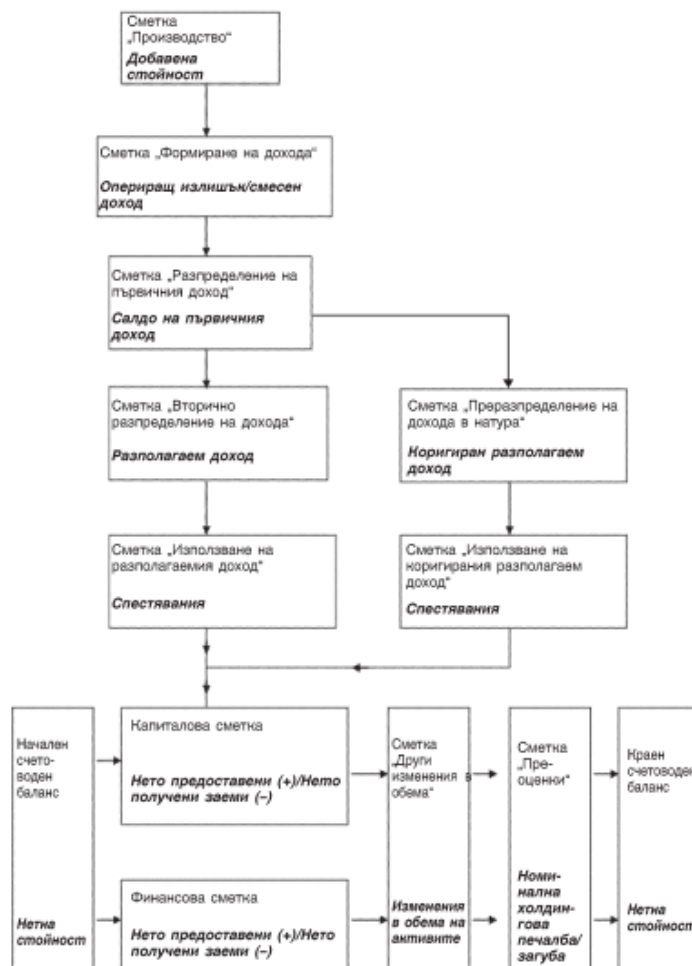 Сметка
„Производство“
Добавена
стойност
Сметка „Формиране на дохода“
Опериращ излишък/смесен
доход
Сметка „Разпределение на
първичния доход“
Салдо на първичния
доход
Сметка „Вторично
разпределение на дохода“
Разполагаем доход
Сметка „Преразпределение на
дохода в натура“
Коригиран разполагаем
доход
Сметка „Използване на
разполагаемия доход“
Спестявания
Сметка „Използване на
коригирания разполагаем
доход“
Спестявания
Начален
счето-
воден
баланс
Нетна
стойност
Капиталова сметка
Нето предоставени (+)/Нето
получени заеми (–)
Финансова сметка
Нето предоставени (+)/Нето
получени заеми (–)
Сметка
„Други
изменения в
обема“
Изменения
в обема на
активите
Сметка
„Пре-
оценки“
Номи-
нална
холдин-
гова
печалба/
загуба
Краен
счетоводен
баланс
Нетна
стойност